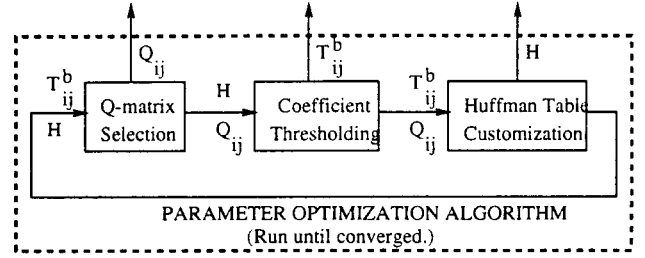 Q_ij
T^b_ij
H
T^b_ij
H
Q-matrix
Selection
H
Q_ij
Coefficient
Thresholding
T^b_ij
Q_ij
Huffman Table
Customization
PARAMETER OPTIMIZATION ALGORITHM
(Run until converged.)